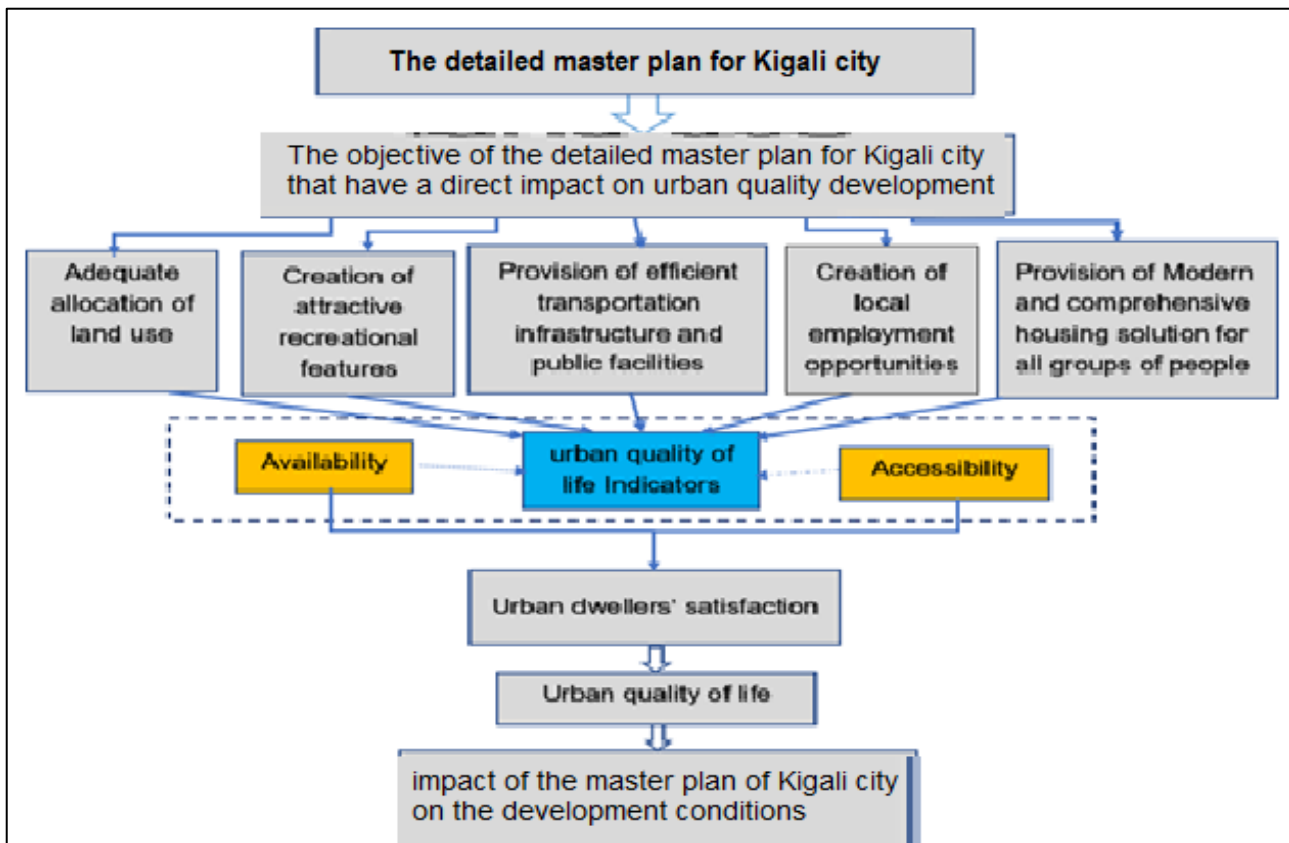 The detailed master plan for Kigali city
The objective of the detailed master plan for Kigali city
that have a direct impact on urban quality development
Adequate
allocation of
land use
Creation of
attractive
recreational
features
Provision of efficient
transportation
infrastructure and
public facilities
Creation of
local
employment
opportunities
Provision of Modern
and comprehensive
housing solution for
all groups of people
Availability
urban quality of
life Indicators
Accessibility
Urban dwellers' satisfaction
Urban quality of life
impact of the master plan of Kigali city
on the development conditions